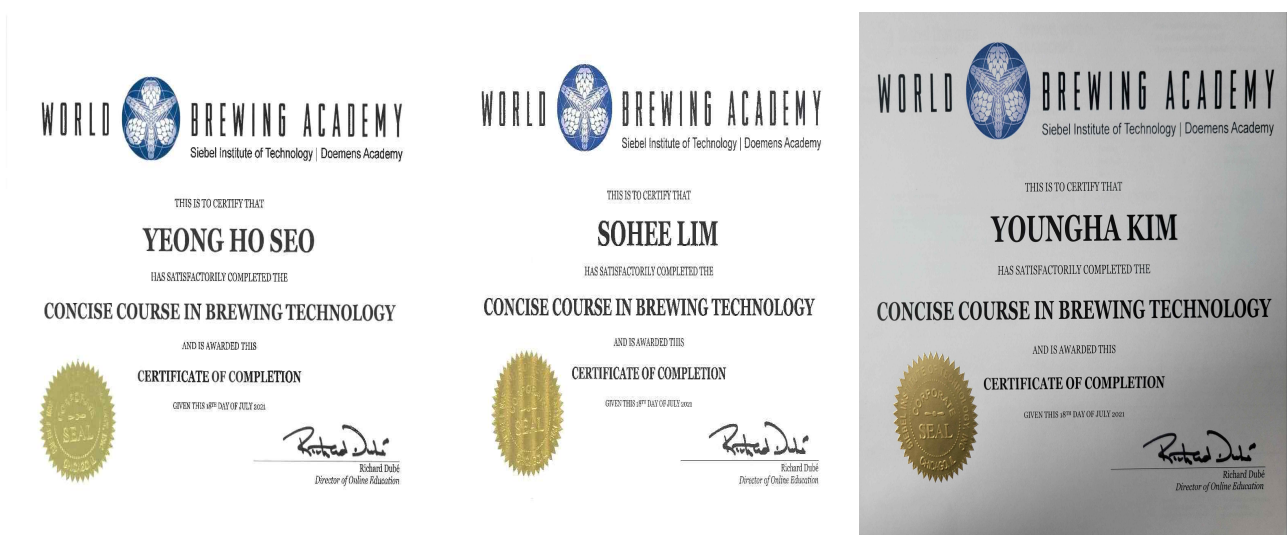 WORLD BREWING ACADEMY
Siebel Institute of Technology | Doemens Academy
THIS IS TO CERTIFY THAT
YEONG HO SEO
HAS SATISFACTORILY COMPLETED THE
CONCISE COURSE IN BREWING TECHNOLOGY
AND IS AWARDED THIS
CERTIFICATE OF COMPLETION
GIVEN THIS 18TH DAY OF JULY 2021
SEAL
Richard Dubé
Director of Online Education
WORLD BREWING ACADEMY
Siebel Institute of Technology | Doemens Academy
THIS IS TO CERTIFY THAT
SOHEE LIM
HAS SATISFACTORILY COMPLETED THE
CONCISE COURSE IN BREWING TECHNOLOGY
AND IS AWARDED THIS
CERTIFICATE OF COMPLETION
GIVEN THIS 18TH DAY OF JULY 2021
SEAL
Richard Dubé
Director of Online Education
WORLD BREWING ACADEMY
Siebel Institute of Technology | Doemens Academy
THIS IS TO CERTIFY THAT
YOUNGHA KIM
HAS SATISFACTORILY COMPLETED THE
CONCISE COURSE IN BREWING TECHNOLOGY
AND IS AWARDED THIS
CERTIFICATE OF COMPLETION
GIVEN THIS 18TH DAY OF JULY 2021
CORPORATE
SEAL
CHICAGO
Richard Dubé
Director of Online Education